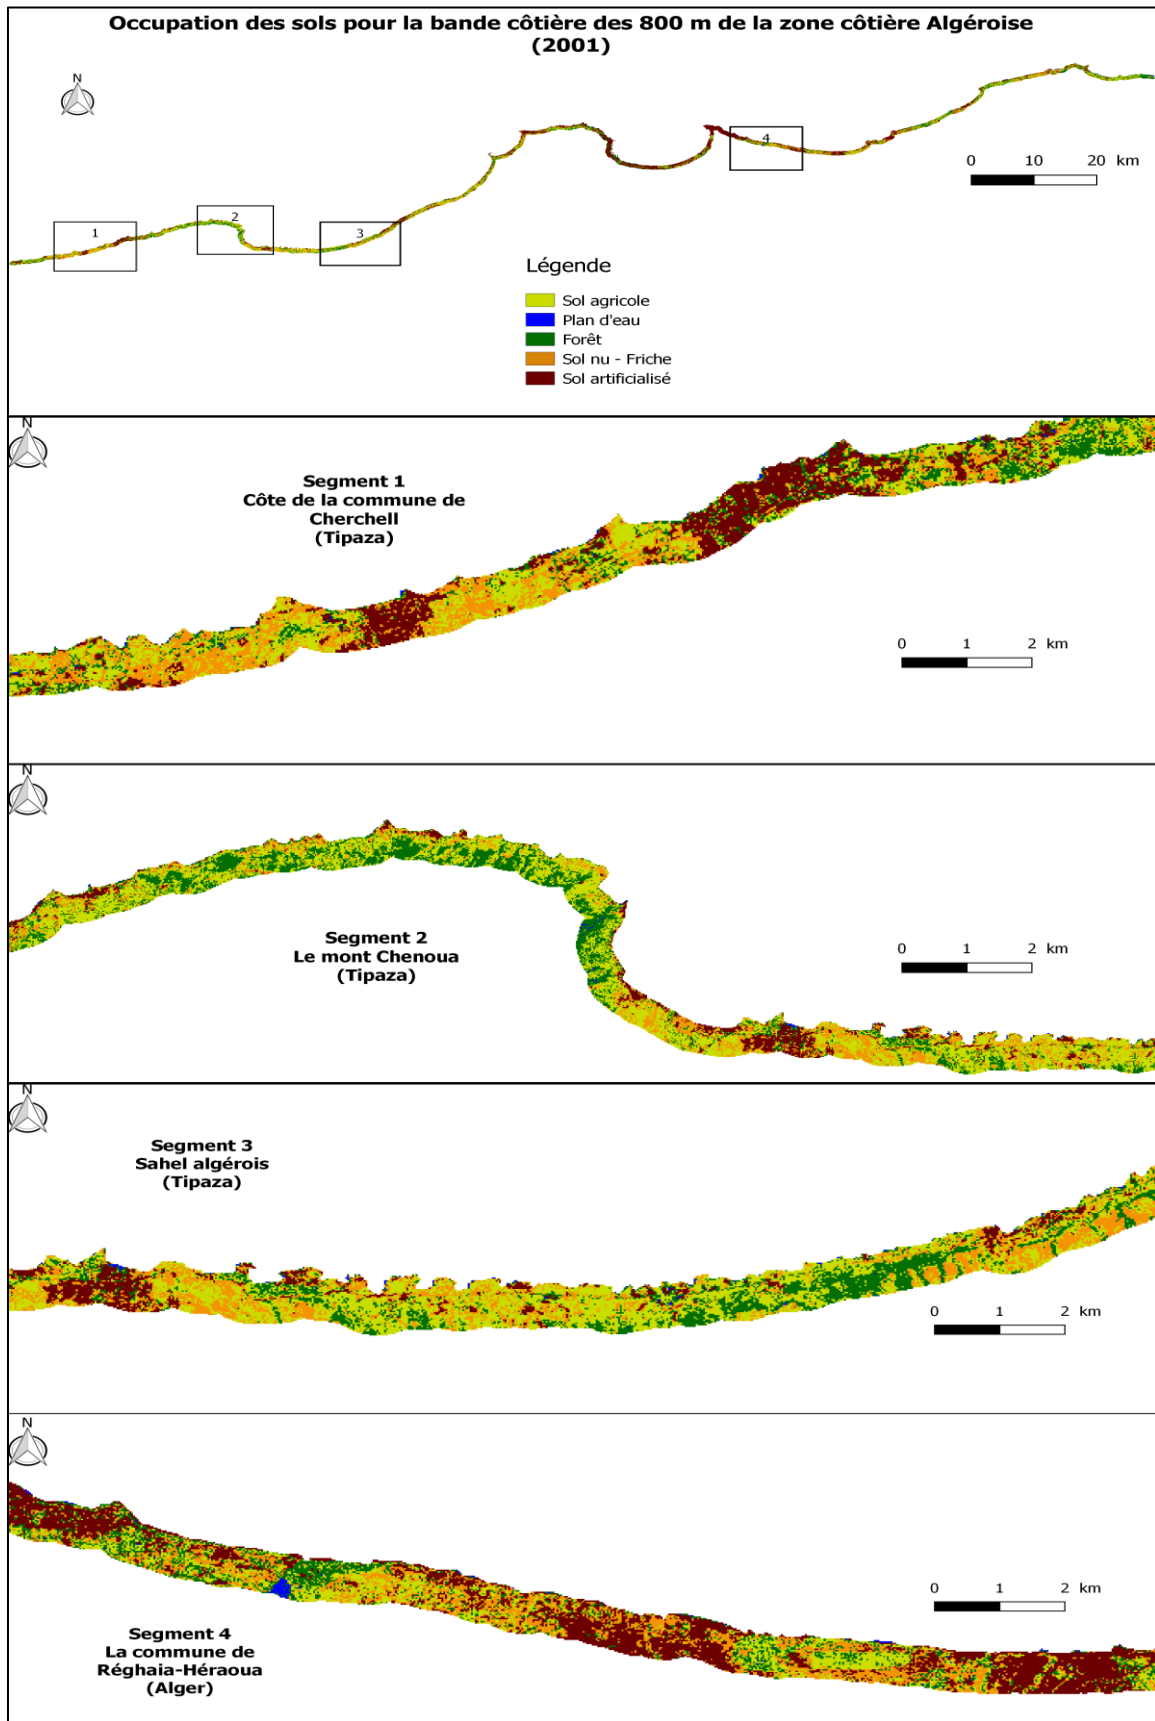 Occupation des sols pour la bande côtière des 800 m de la zone côtière Algéroise
(2001)
N
1
2
3
4
0 10 20 km
Légende
Sol agricole
Plan d'eau
Forêt
Sol nu - Friche
Sol artificialisé
N
Segment 1
Côte de la commune de
Cherchell
(Tipaza)
0 1 2 km
N
Segment 2
Le mont Chenoua
(Tipaza)
0 1 2 km
N
Segment 3
Sahel algérois
(Tipaza)
0 1 2 km
N
Segment 4
La commune de
Réghaia-Héraoua
(Alger)
0 1 2 km